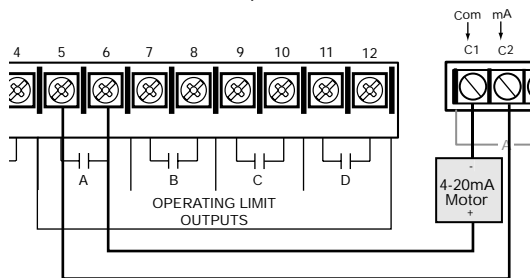 Com mA
C1 C2
4 5 6 7 8 9 10 11 12
A B C D
A
OPERATING LIMIT
OUTPUTS
-
4-20mA
Motor
+